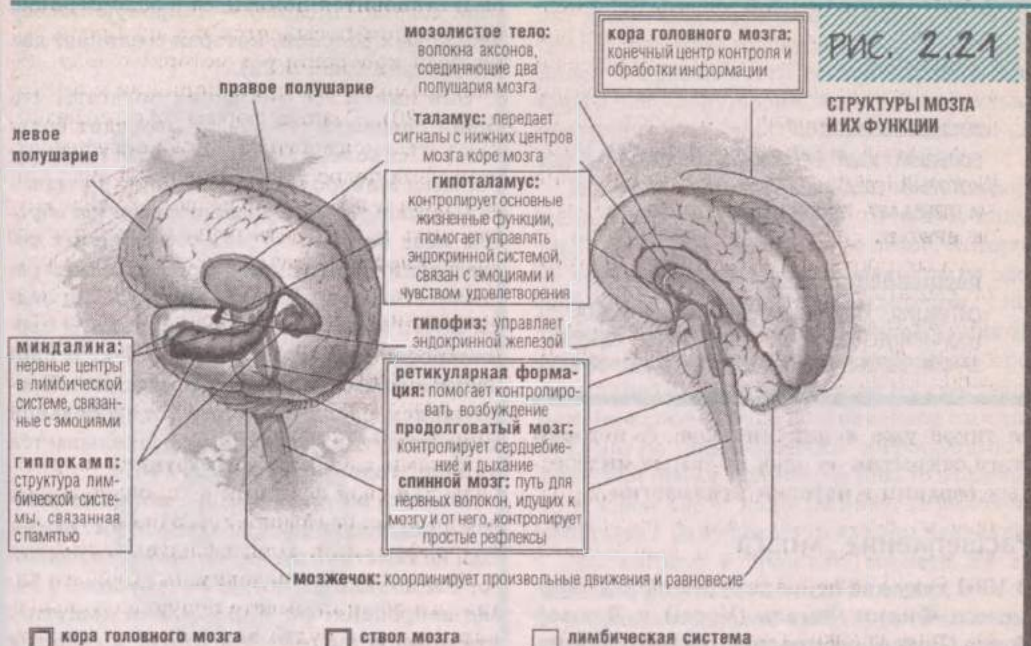 РИС. 2.21
СТРУКТУРЫ МОЗГА
И ИХ ФУНКЦИИ
левое
полушарие
правое полушарие
мозолистое тело:
волокна аксонов,
соединяющие два
полушария мозга
кора головного мозга:
конечный центр контроля и
обработки информации
таламус: передает
сигналы с нижних центров
мозга коре мозга
гипоталамус:
контролирует основные
жизненные функции,
помогает управлять
эндокринной системой,
связан с эмоциями и
чувством удовлетворения
гипофиз: управляет
эндокринной железой
миндалина:
нервные центры
в лимбической
системе, связан-
ные с эмоциями
гиппокамп:
структура лим-
бической систе-
мы, связанная
с памятью
ретикулярная форма-
ция: помогает контролиро-
вать возбуждение
продолговатый мозг:
контролирует сердцебие-
ние и дыхание
спинной мозг: путь для
нервных волокон, идущих к
мозгу и от него, контролирует
простые рефлексы
мозжечок: координирует произвольные движения и равновесие
кора головного мозга
ствол мозга
лимбическая система